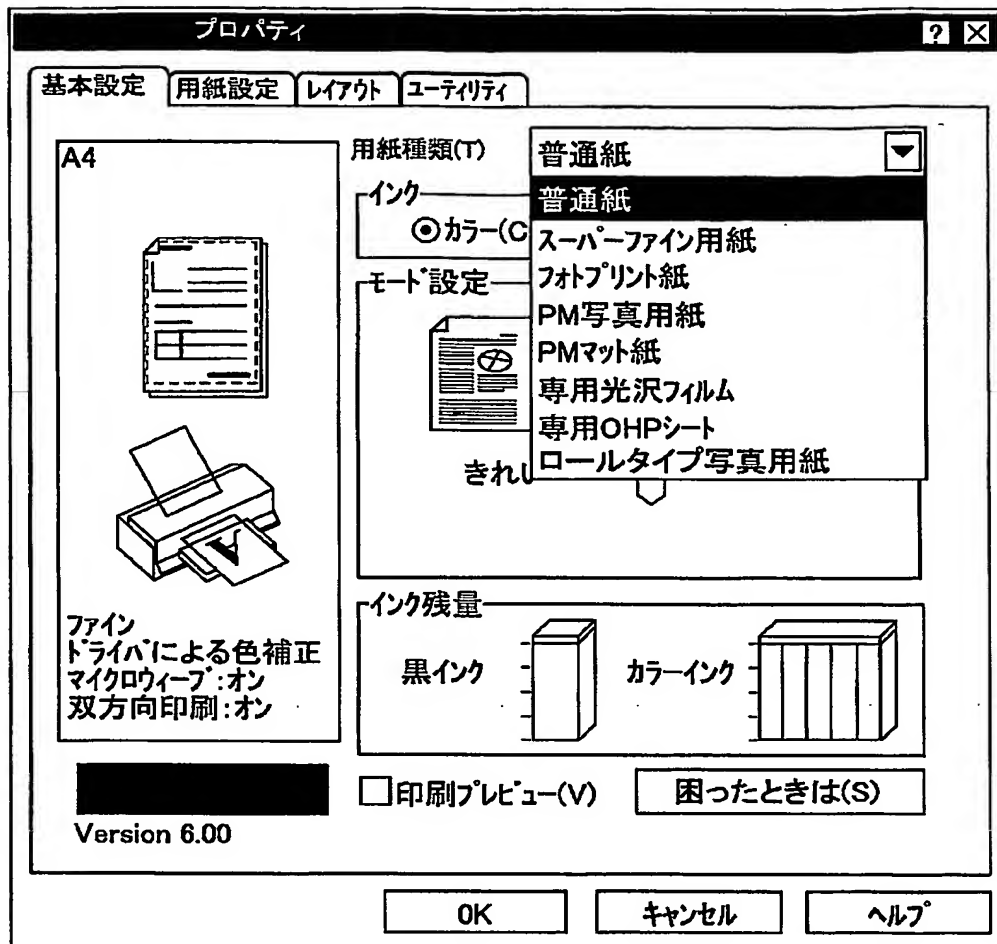 プロパティ
基本設定 用紙設定 レイアウト ユーティリティ
A4
用紙種類(T) 普通紙
普通紙
スーパーファイン用紙
フォトプリント紙
PM写真用紙
PMマット紙
専用光沢フィルム
専用OHPシート
ロールタイプ写真用紙
インク
カラー(C
モード設定
きれい
ファイン
ドライバによる色補正
マイクロウィーブ:オン
双方向印刷:オン
インク残量
黒インク カラーインク
印刷プレビュー(V) 困ったときは(S)
Version 6.00
OK キャンセル ヘルプ